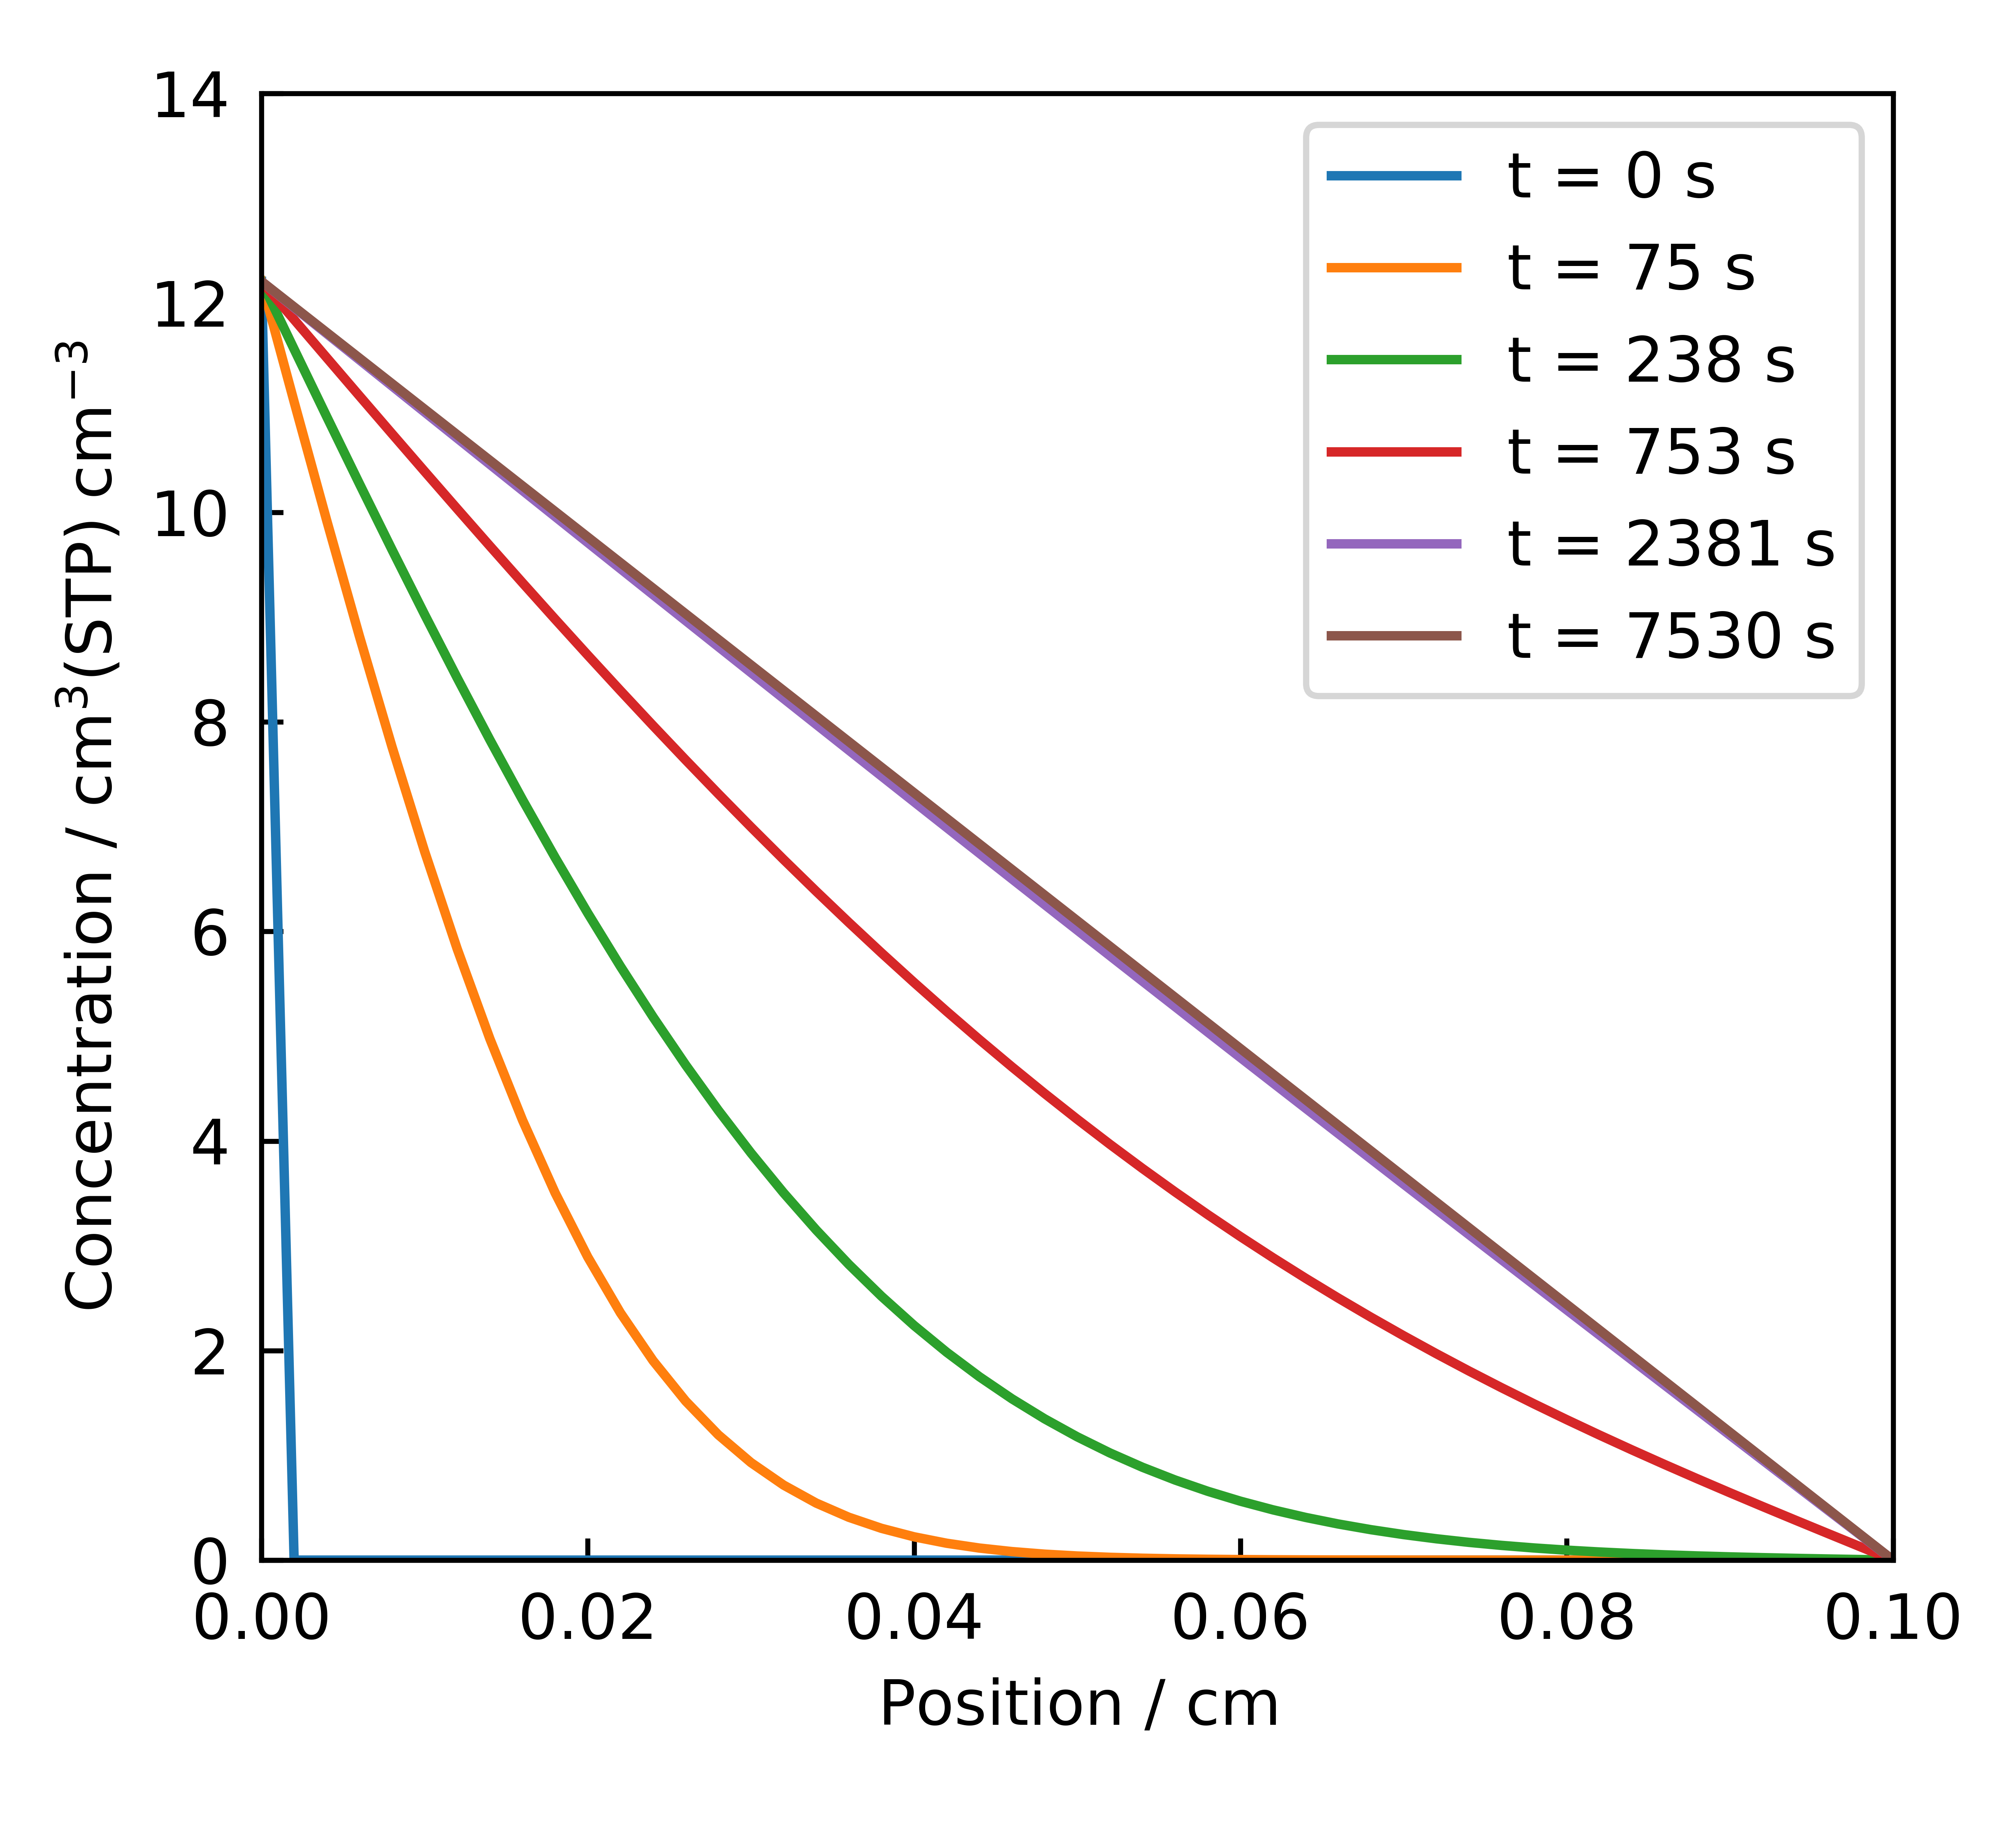 14
12
10
8
6
4
2
0
Concentration / cm³(STP) cm⁻³
t = 0 s
t = 75 s
t = 238 s
t = 753 s
t = 2381 s
t = 7530 s
0.00 0.02 0.04 0.06 0.08 0.10
Position / cm